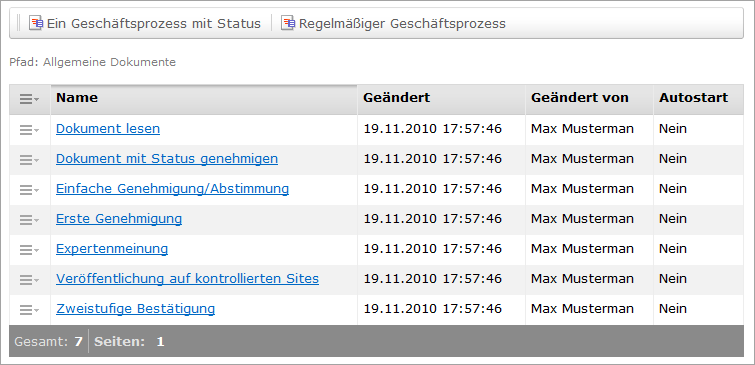 Ein Geschäftsprozess mit Status Regelmäßiger Geschäftsprozess
Pfad: Allgemeine Dokumente
Name Geändert Geändert von Autostart
Dokument lesen 19.11.2010 17:57:46 Max Musterman Nein
Dokument mit Status genehmigen 19.11.2010 17:57:46 Max Musterman Nein
Einfache Genehmigung/Abstimmung 19.11.2010 17:57:46 Max Musterman Nein
Erste Genehmigung 19.11.2010 17:57:46 Max Musterman Nein
Expertenmeinung 19.11.2010 17:57:46 Max Musterman Nein
Veröffentlichung auf kontrollierten Sites 19.11.2010 17:57:46 Max Musterman Nein
Zweistufige Bestätigung 19.11.2010 17:57:46 Max Musterman Nein
Gesamt: 7 Seiten: 1